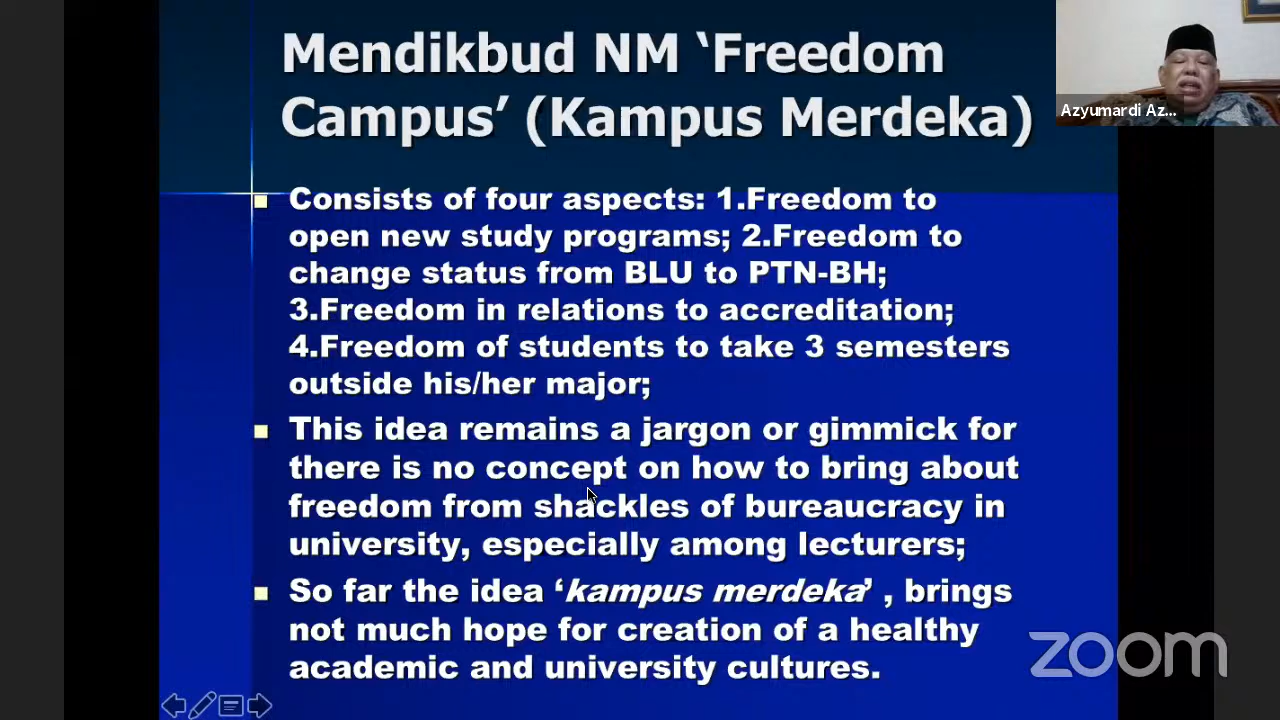 Mendikbud NM ‘Freedom
Campus’ (Kampus Merdeka)
Azyumardi Az...
Consists of four aspects: 1.Freedom to
open new study programs; 2.Freedom to
change status from BLU to PTN-BH;
3.Freedom in relations to accreditation;
4.Freedom of students to take 3 semesters
outside his/her major;
This idea remains a jargon or gimmick for
there is no concept on how to bring about
freedom from shackles of bureaucracy in
university, especially among lecturers;
So far the idea ‘kampus merdeka’ , brings
not much hope for creation of a healthy
academic and university cultures.
zoom